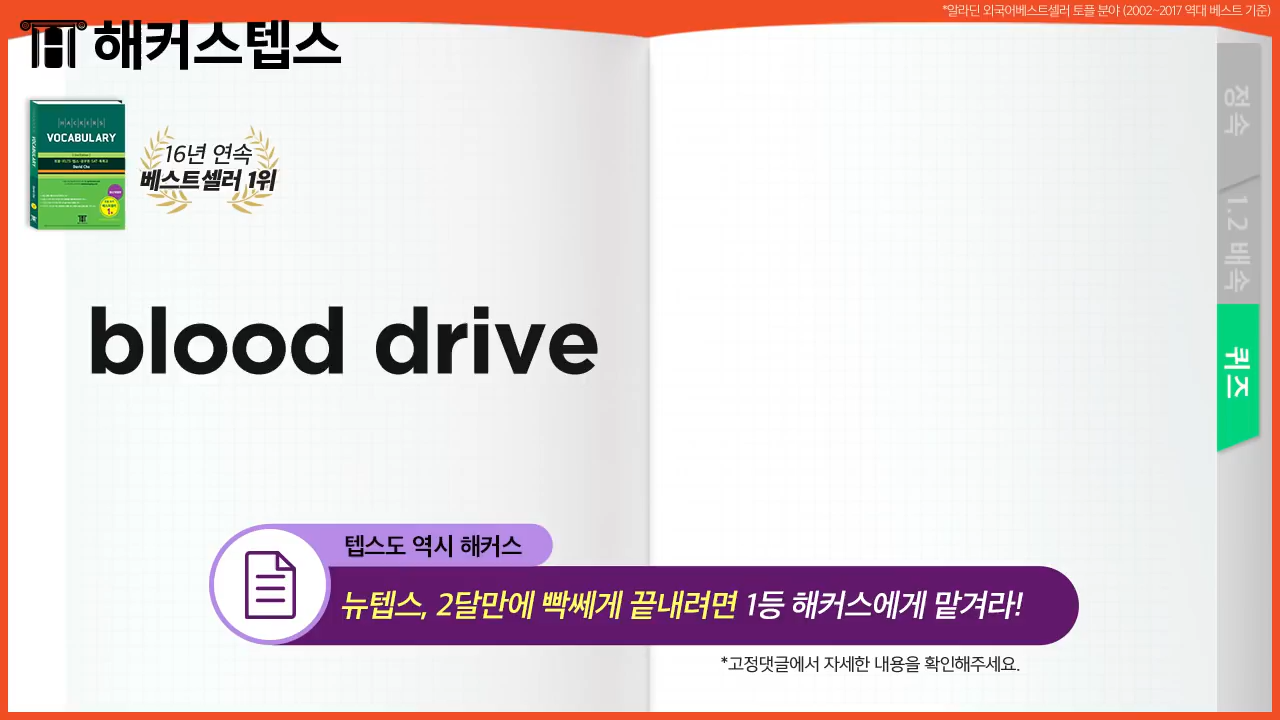 *알라딘 외국어베스트셀러 토플 분야 (2002~2017 역대 베스트 기준)
해커스텝스
HACKERS
VOCABULARY
16년 연속
베스트셀러 1위
정속
1.2 배속
퀴즈
blood drive
텝스도 역시 해커스
뉴텝스, 2달만에 빡쎄게 끝내려면 1등 해커스에게 맡겨라!
*고정댓글에서 자세한 내용을 확인해주세요.